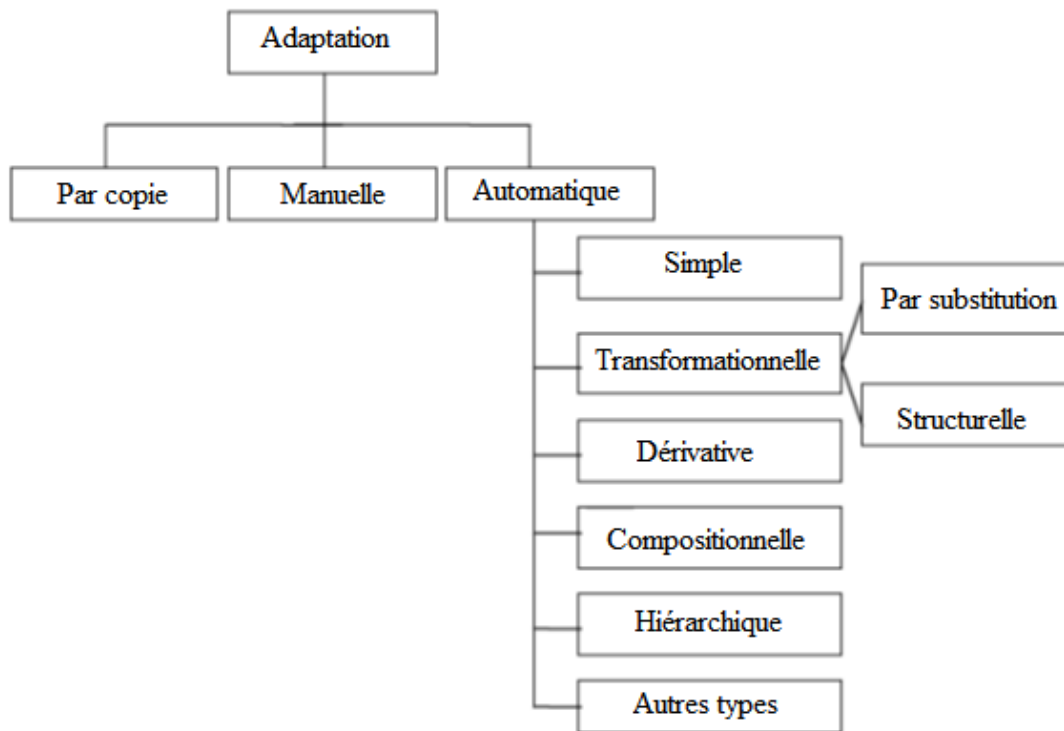 Adaptation
Par copie
Manuelle
Automatique
Simple
Transformationnelle
Par substitution
Structurelle
Dérivative
Compositionnelle
Hiérarchique
Autres types